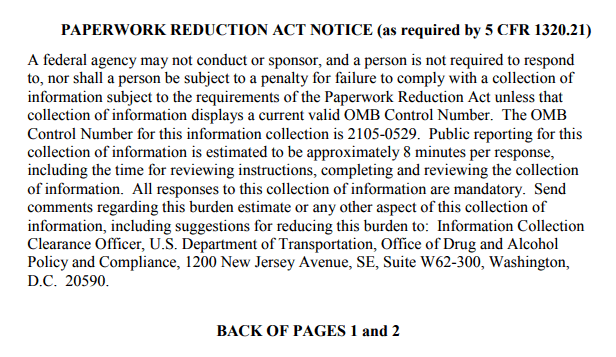 PAPERWORK REDUCTION ACT NOTICE (as required by 5 CFR 1320.21)
A federal agency may not conduct or sponsor, and a person is not required to respond
to, nor shall a person be subject to a penalty for failure to comply with a collection of
information subject to the requirements of the Paperwork Reduction Act unless that
collection of information displays a current valid OMB Control Number.  The OMB
Control Number for this information collection is 2105-0529.  Public reporting for this
collection of information is estimated to be approximately 8 minutes per response,
including the time for reviewing instructions, completing and reviewing the collection
of information.  All responses to this collection of information are mandatory.  Send
comments regarding this burden estimate or any other aspect of this collection of
information, including suggestions for reducing this burden to:  Information Collection
Clearance Officer, U.S. Department of Transportation, Office of Drug and Alcohol
Policy and Compliance, 1200 New Jersey Avenue, SE, Suite W62-300, Washington,
D.C.  20590.
BACK OF PAGES 1 and 2